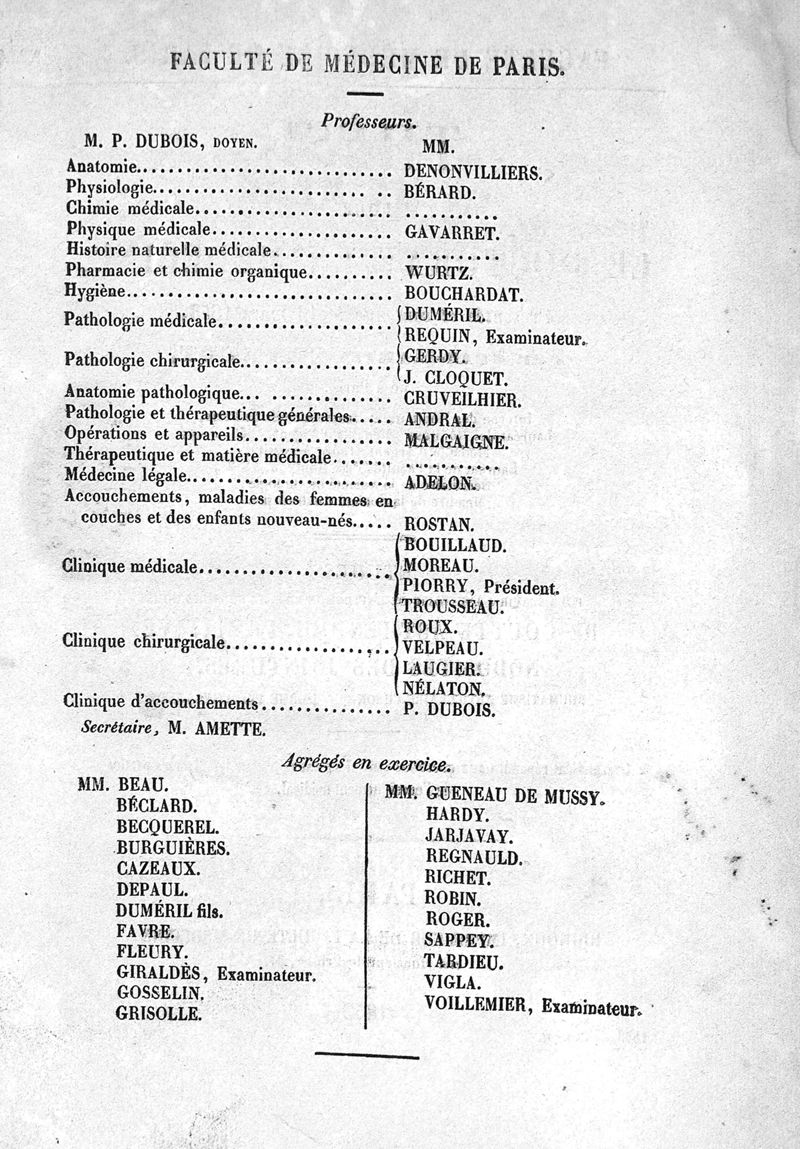 FACULTÉ DE MÉDECINE DE PARIS.
Professeurs.
M. P. DUBOIS, DOYEN. MM.
Anatomie.............................. DENONVILLIERS.
Physiologie........................ .. BÉRARD.
Chimie médicale....................... ...........
Physique médicale..................... GAVARRET.
Histoire naturelle médicale............. ...........
Pharmacie et chimie organique.......... WURTZ.
Hygiène................................ BOUCHARDAT.
Pathologie médicale.................... { DUMÉRIL.
REQUIN, Examinateur.
Pathologie chirurgicale................. { GERDY.
J. CLOQUET.
Anatomie pathologique... ............. CRUVEILHIER.
Pathologie et thérapeutique générales..... ANDRAL.
Opérations et appareils................. MALGAIGNE.
Thérapeutique et matière médicale....... ...........
Médecine légale........................ ADELON.
Accouchements, maladies des femmes en
couches et des enfants nouveau-nés..... ROSTAN.
Clinique médicale...................... { BOUILLAUD.
MOREAU.
PIORRY, Président.
TROUSSEAU.
Clinique chirurgicale................... { ROUX.
VELPEAU.
LAUGIER.
NÉLATON.
Clinique d'accouchements............... P. DUBOIS.
Secrétaire, M. AMETTE.
Agrégés en exercice.
MM. BEAU.
BÉCLARD.
BECQUEREL.
BURGUIÈRES.
CAZEAUX.
DEPAUL.
DUMÉRIL fils.
FAVRE.
FLEURY.
GIRALDÈS, Examinateur.
GOSSELIN.
GRISOLLE.
MM. GUENEAU DE MUSSY.
HARDY.
JARJAVAY.
REGNAULD.
RICHET.
ROBIN.
ROGER.
SAPPEY.
TARDIEU.
VIGLA.
VOILLEMIER, Examinateur.